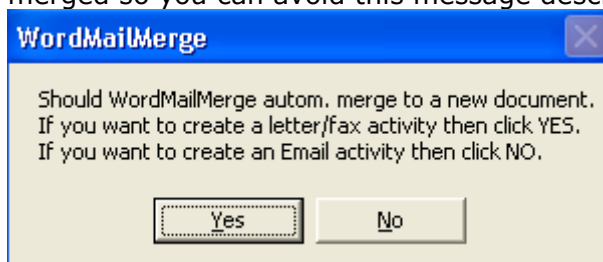 merged so you can avoid this message desc
WordMailMerge
Should WordMailMerge autom. merge to a new document.
If you want to create a letter/fax activity then click YES.
If you want to create an Email activity then click NO.
Yes
No